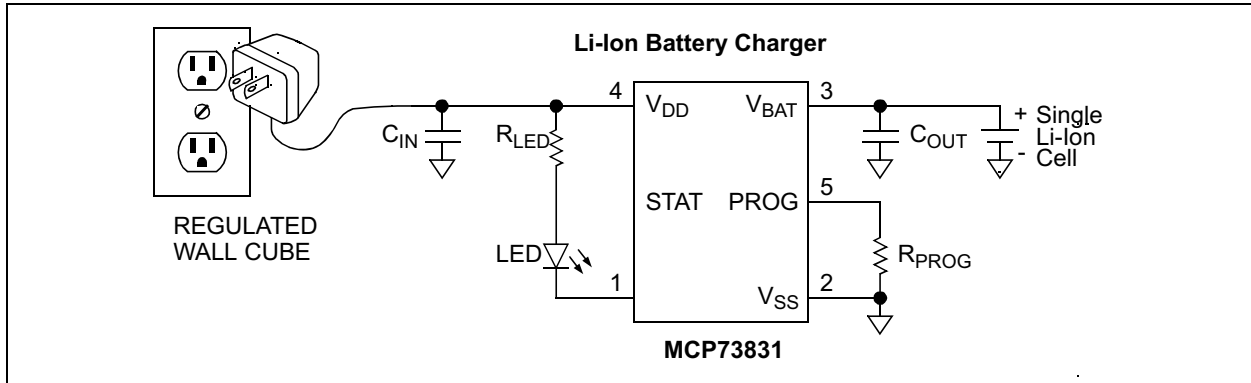 Li-Ion Battery Charger
4
V_DD
V_BAT
3
C_IN
R_LED
C_OUT
+ Single
Li-Ion
- Cell
STAT
PROG
5
REGULATED
WALL CUBE
LED
R_PROG
1
V_SS
2
MCP73831